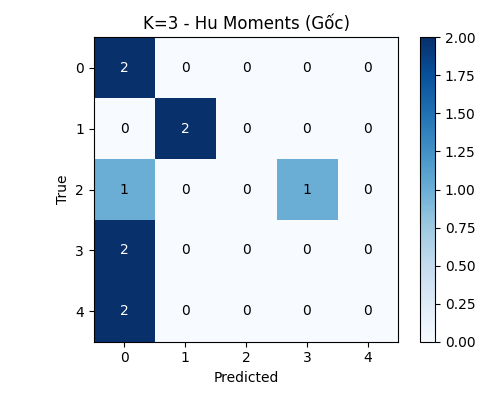 K=3 - Hu Moments (Gốc)
True
0 2 0 0 0 0
1 0 2 0 0 0
2 1 0 0 1 0
3 2 0 0 0 0
4 2 0 0 0 0
0 1 2 3 4
Predicted
2.00
1.75
1.50
1.25
1.00
0.75
0.50
0.25
0.00